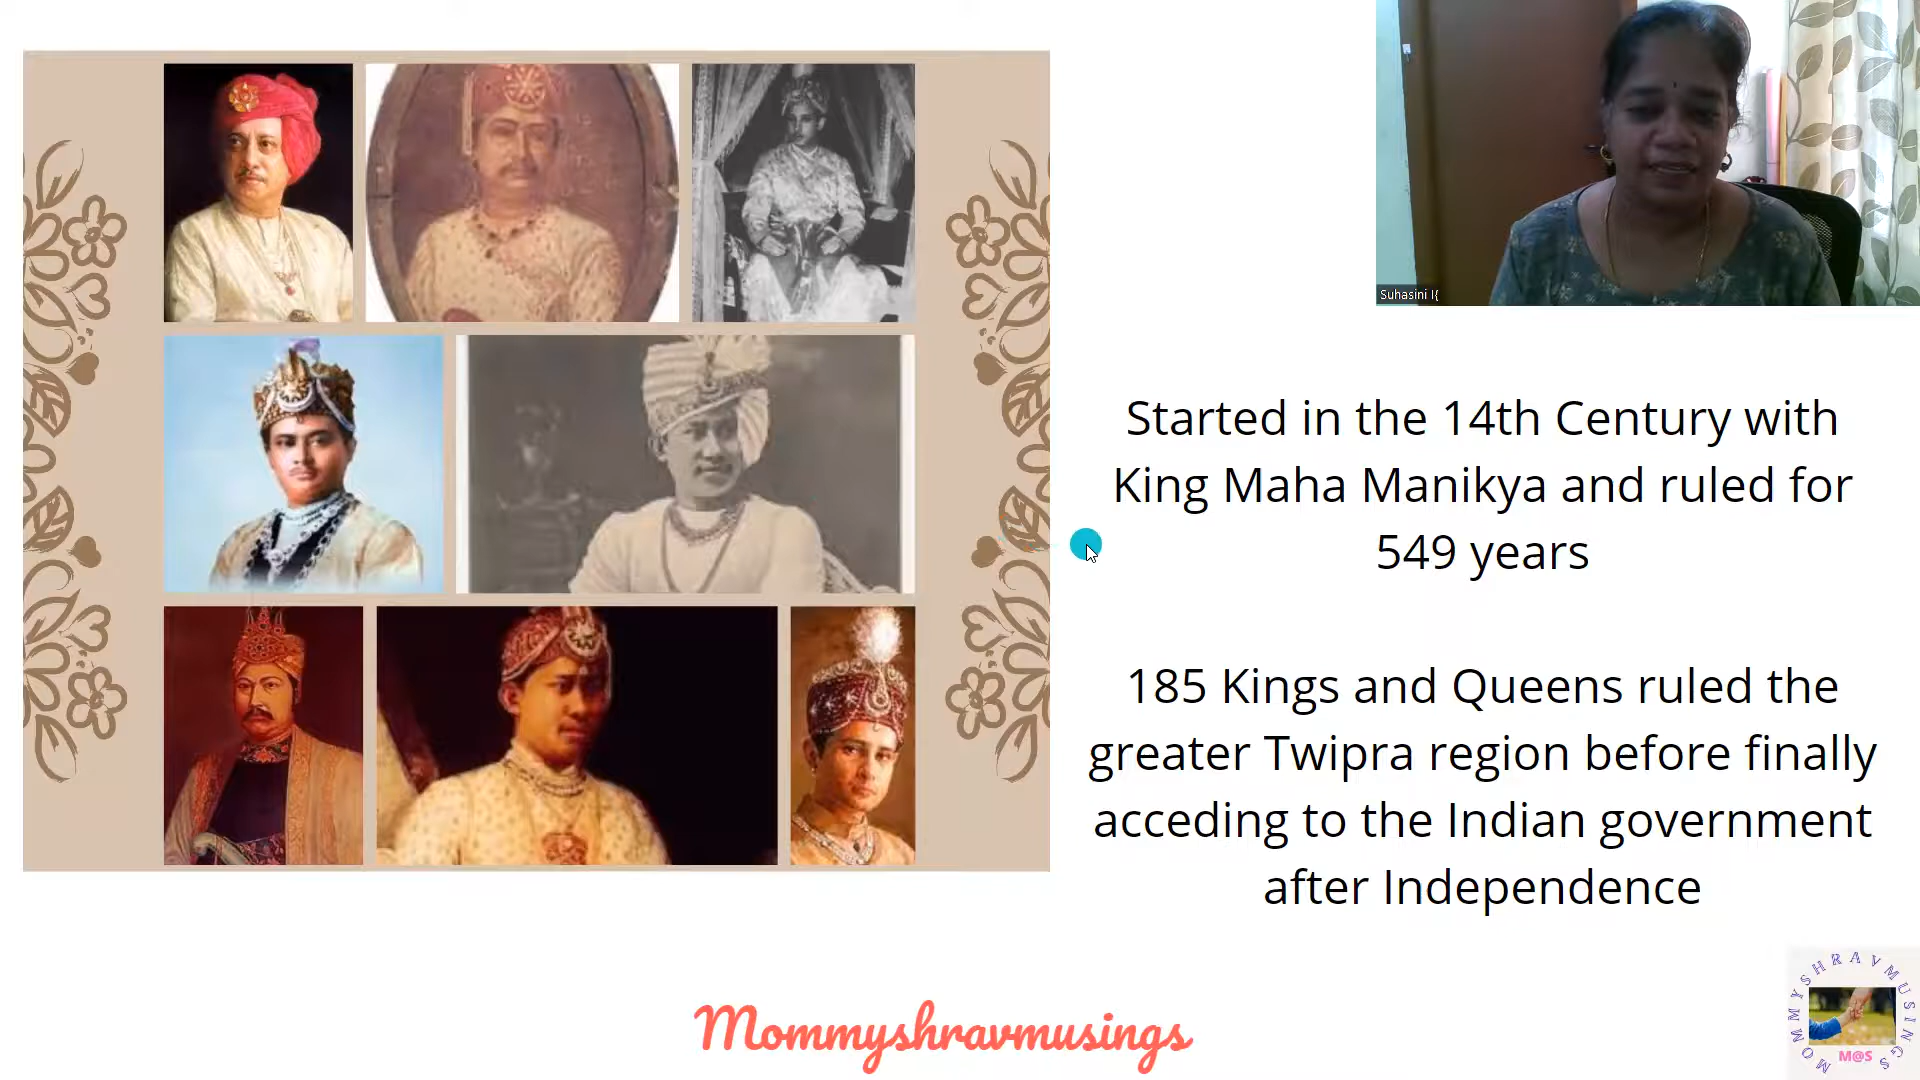 Suhasini I{
Started in the 14th Century with
King Maha Manikya and ruled for
549 years
185 Kings and Queens ruled the
greater Twipra region before finally
acceding to the Indian government
after Independence
Mommyshravmusings
MOMMYSHRAVMUSINGS
M@S